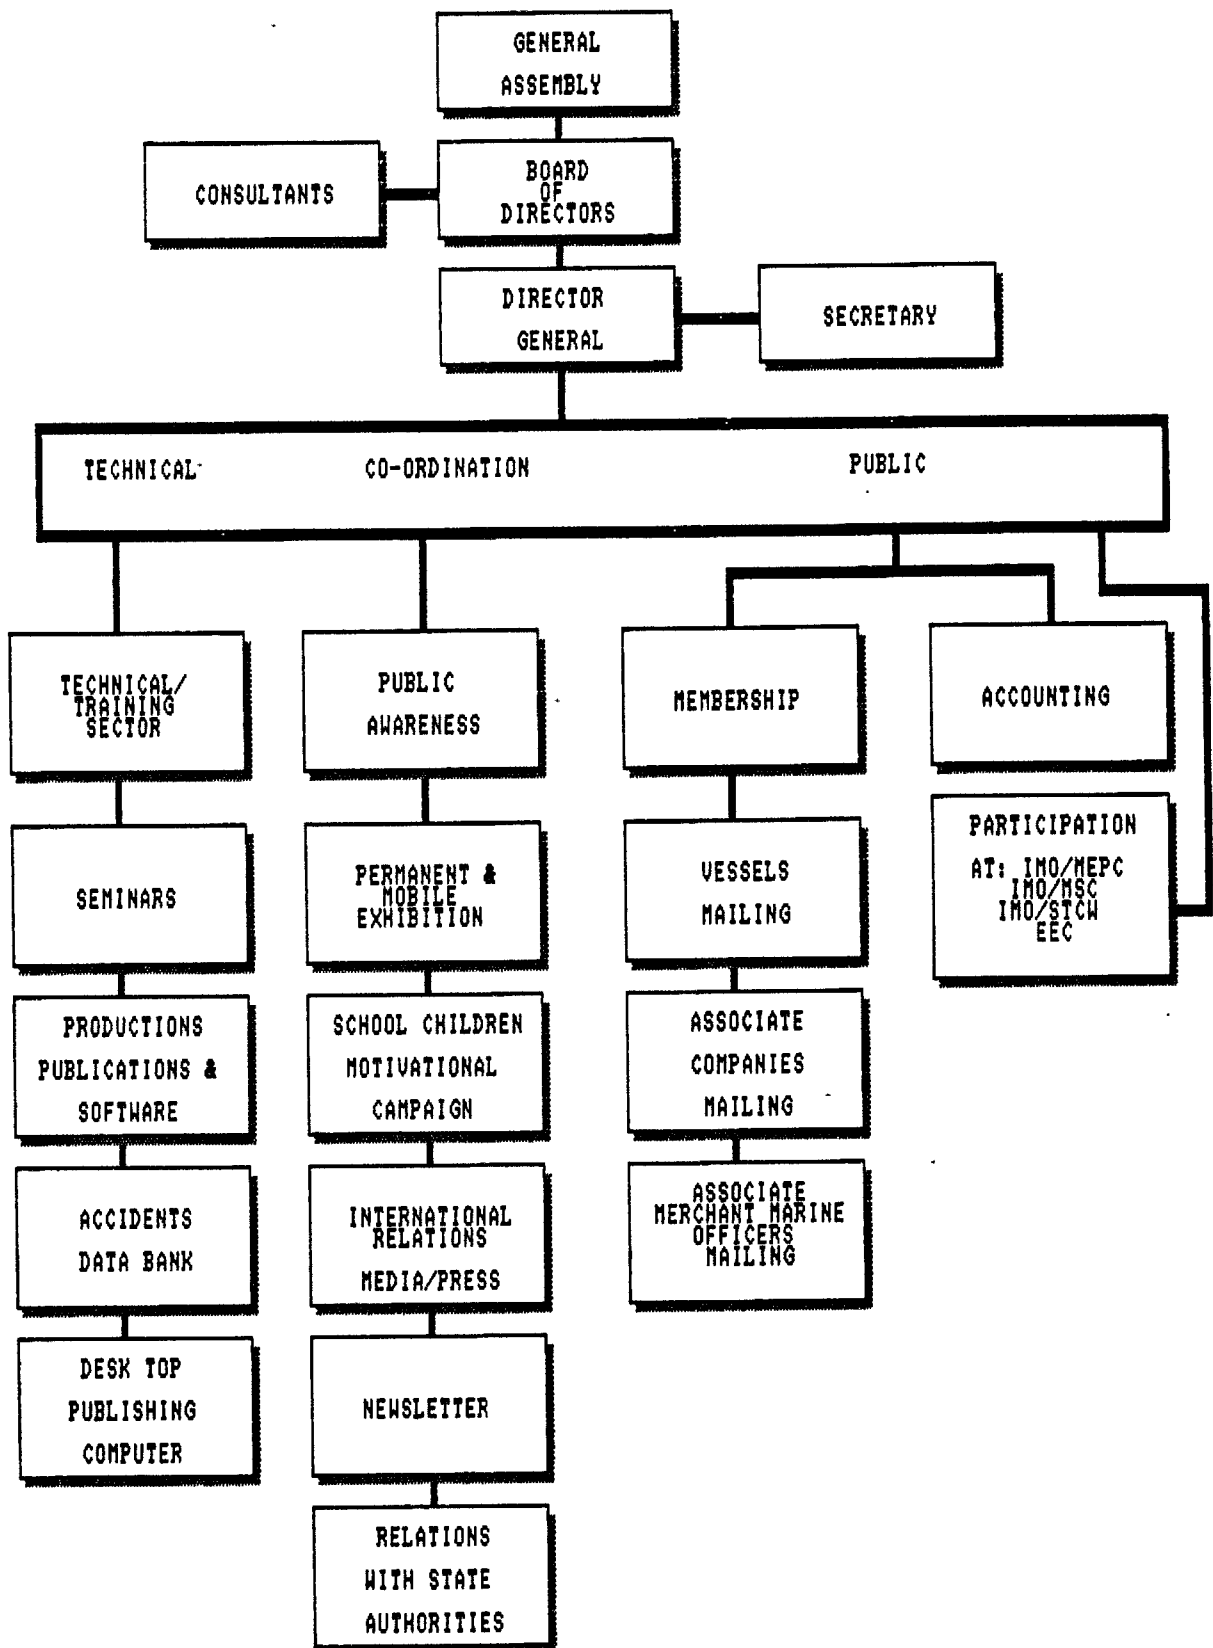 GENERAL
ASSEMBLY
CONSULTANTS
BOARD
OF
DIRECTORS
DIRECTOR
GENERAL
SECRETARY
TECHNICAL CO-ORDINATION PUBLIC
TECHNICAL/
TRAINING
SECTOR
PUBLIC
AWARENESS
MEMBERSHIP
ACCOUNTING
SEMINARS
PERMANENT &
MOBILE
EXHIBITION
VESSELS
MAILING
PARTICIPATION
AT: IMO/MEPC
IMO/MSC
IMO/STCW
EEC
PRODUCTIONS
PUBLICATIONS &
SOFTWARE
SCHOOL CHILDREN
MOTIVATIONAL
CAMPAIGN
ASSOCIATE
COMPANIES
MAILING
ACCIDENTS
DATA BANK
INTERNATIONAL
RELATIONS
MEDIA/PRESS
ASSOCIATE
MERCHANT MARINE
OFFICERS
MAILING
DESK TOP
PUBLISHING
COMPUTER
NEWSLETTER
RELATIONS
WITH STATE
AUTHORITIES